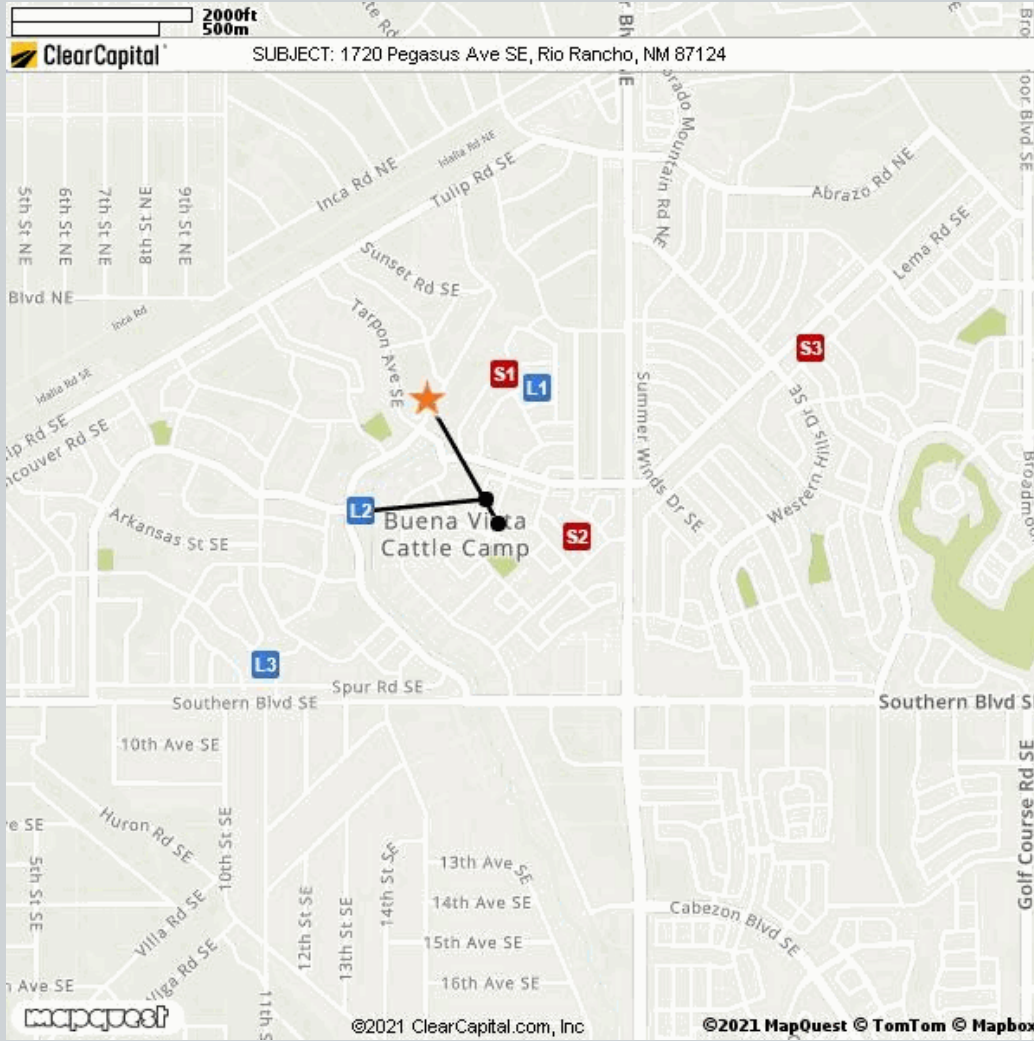 2000ft
500m
ClearCapital
SUBJECT: 1720 Pegasus Ave SE, Rio Rancho, NM 87124
Inca Rd NE
Idalia Rd NE
Tulip Rd SE
Abrazo Rd NE
Lema Rd SE
5th St NE
6th St NE
7th St NE
8th St NE
9th St NE
Blvd NE
Inca Rd
Sunset Rd SE
Tarpon Ave SE
Idalia Rd SE
S1
L1
S3
Summer Winds Dr SE
Western Hills Dr SE
L2
Buena Vista
Cattle Camp
S2
Arkansas St SE
L3
Spur Rd SE
Southern Blvd SE
Southern Blvd S
10th Ave SE
Huron Rd SE
10th St SE
5th St SE
12th St SE
13th St SE
14th St SE
13th Ave SE
14th Ave SE
15th Ave SE
16th Ave SE
Villa Rd SE
Cabezon Blvd SE
Golf Course Rd SE
mapquest
©2021 ClearCapital.com, Inc
©2021 MapQuest © TomTom © Mapbox